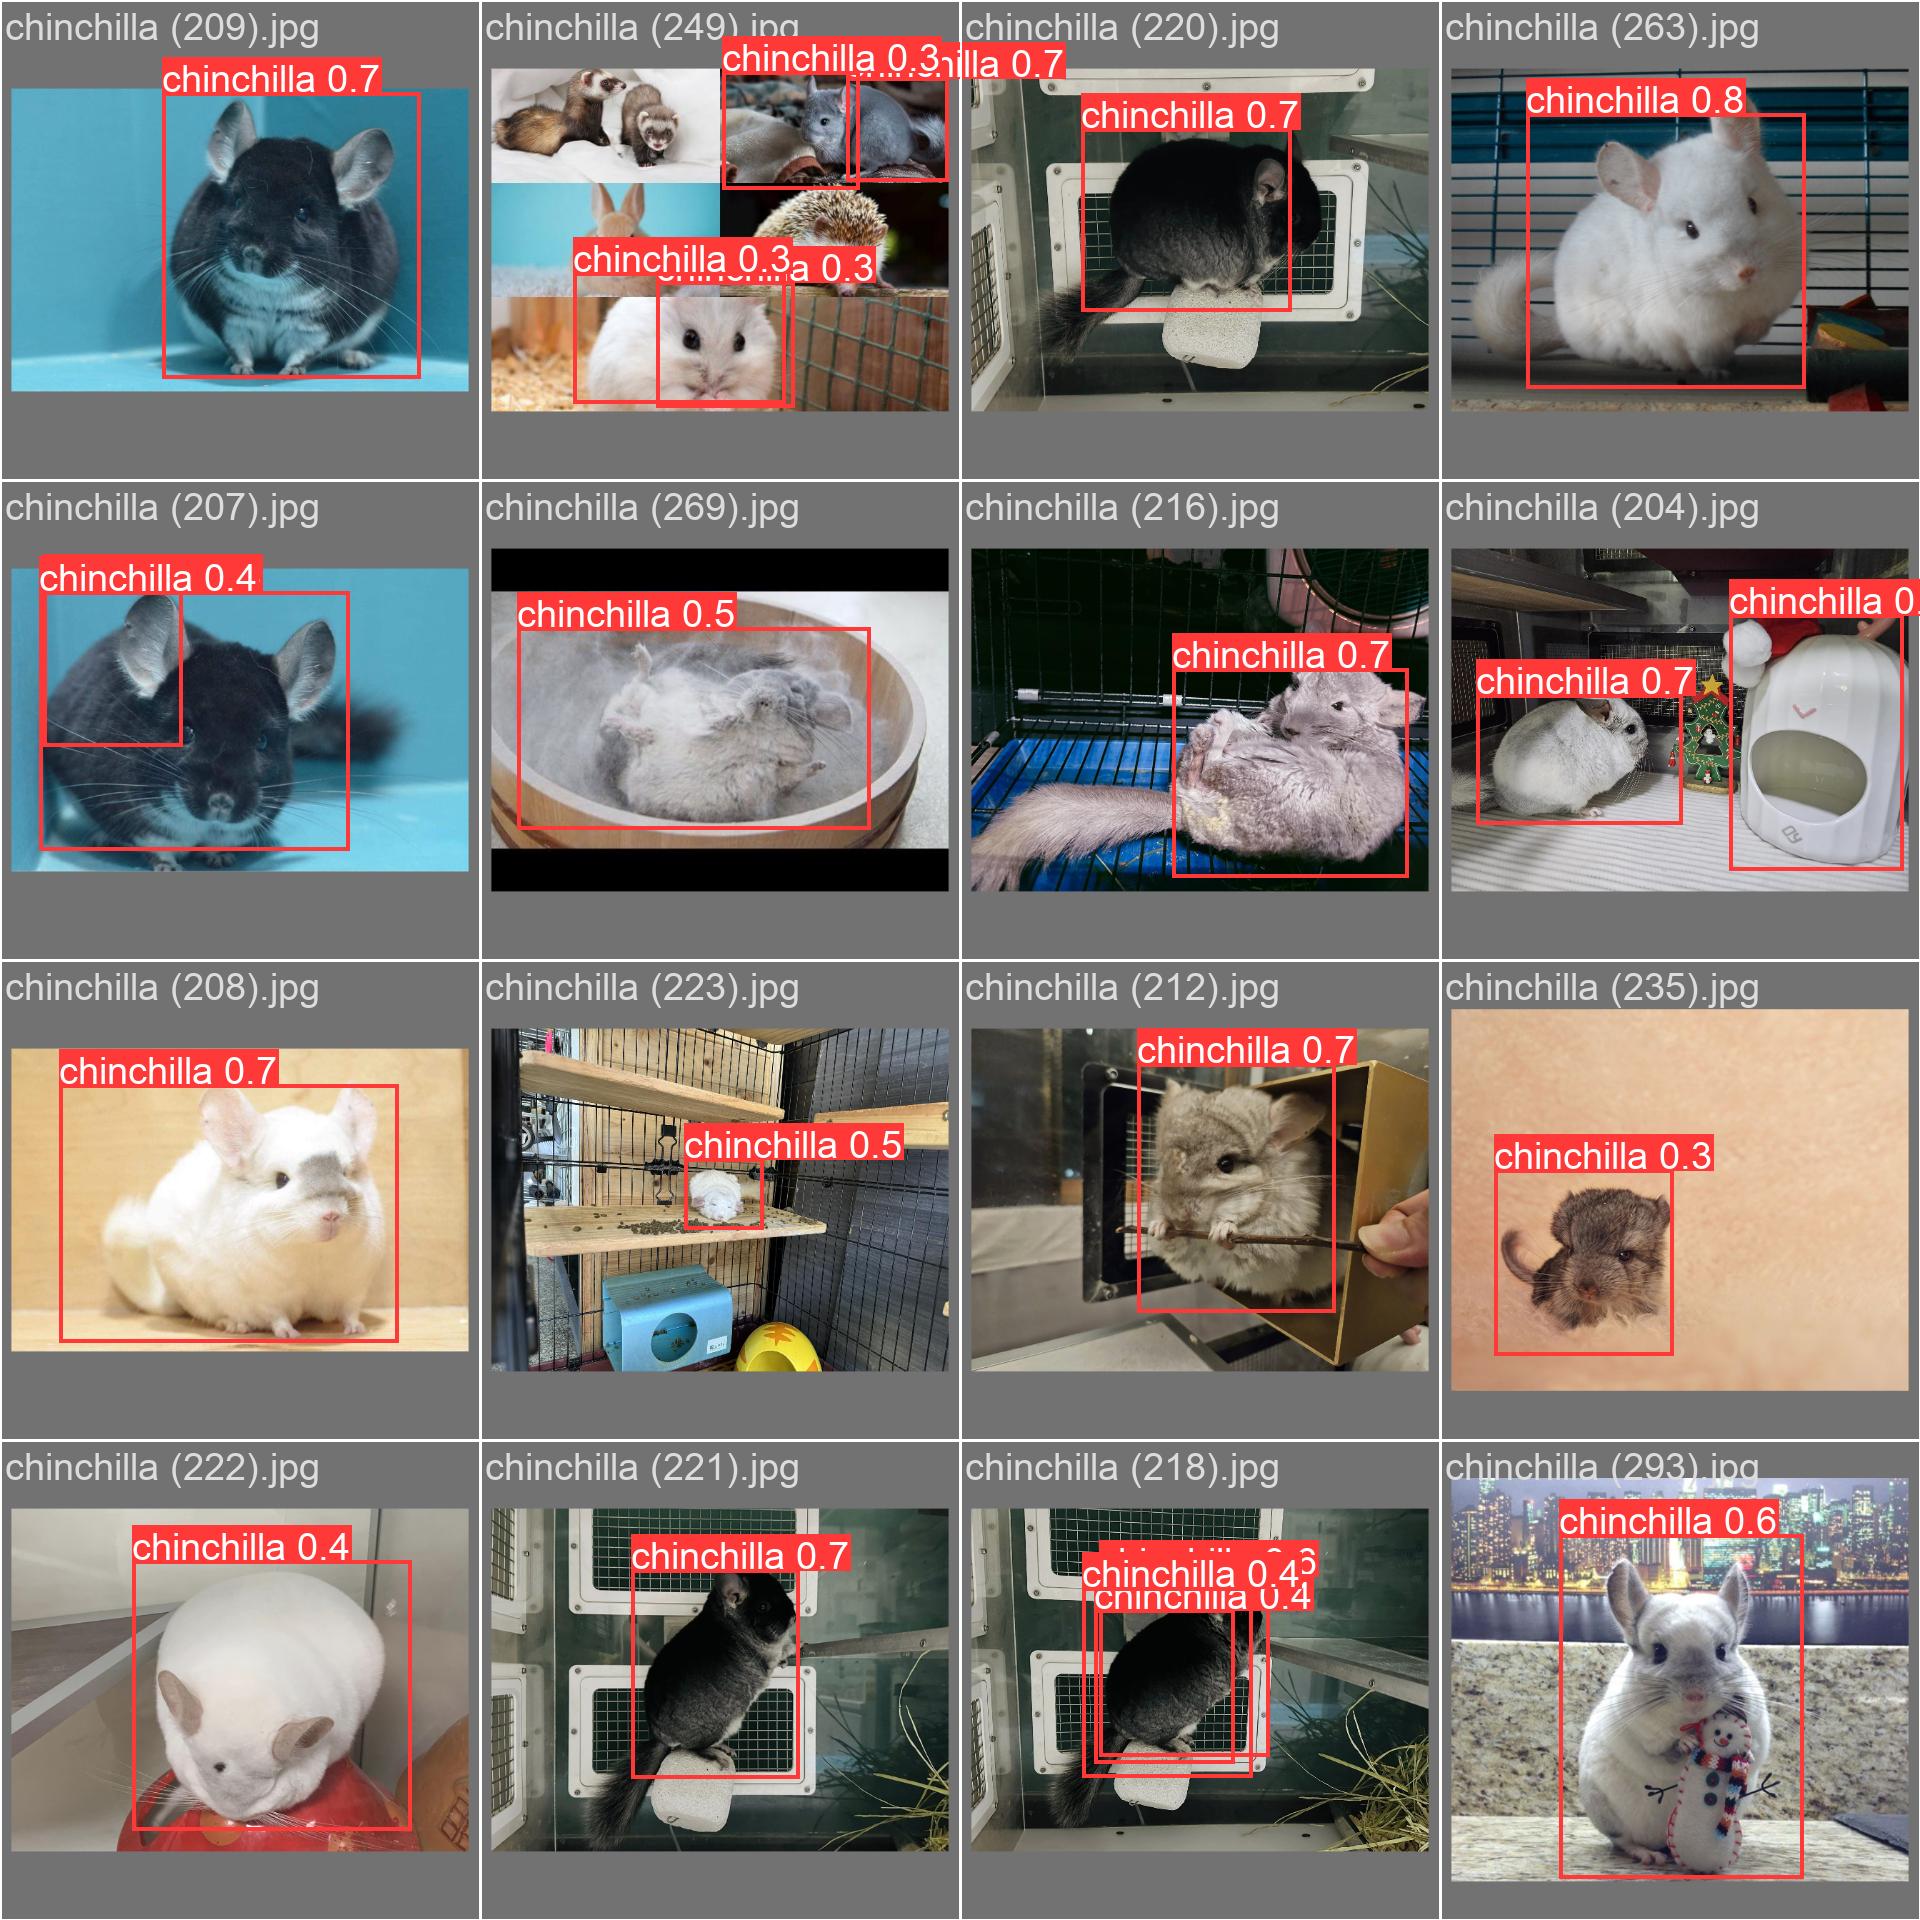 chinchilla (209).jpg
chinchilla (249).jpg
chinchilla (220).jpg
chinchilla (263).jpg
chinchilla 0.7
chinchilla 0.3
0.7
chinchilla 0.7
chinchilla 0.8
chinchilla 0.3
0.3
chinchilla (207).jpg
chinchilla (269).jpg
chinchilla (216).jpg
chinchilla (204).jpg
chinchilla 0.4
chinchilla 0.5
chinchilla 0.7
chinchilla 0.
chinchilla 0.7
chinchilla (208).jpg
chinchilla (223).jpg
chinchilla (212).jpg
chinchilla (235).jpg
chinchilla 0.7
chinchilla 0.5
chinchilla 0.7
chinchilla 0.3
chinchilla (222).jpg
chinchilla (221).jpg
chinchilla (218).jpg
chinchilla (293).jpg
chinchilla 0.4
chinchilla 0.7
chinchilla 0.4
chinchilla 0.4
chinchilla 0.6